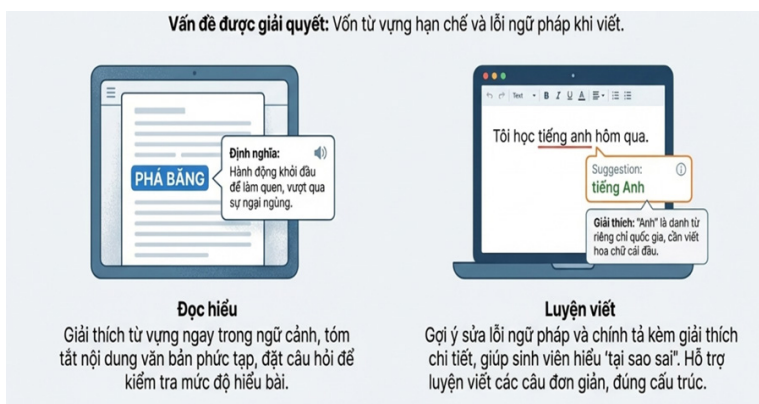 Vấn đề được giải quyết: Vốn từ vựng hạn chế và lỗi ngữ pháp khi viết.
PHÁ BĂNG
Định nghĩa:
Hành động khỏi đầu
để làm quen, vượt qua
sự ngại ngùng.
Đọc hiểu
Giải thích từ vựng ngay trong ngữ cảnh, tóm
tắt nội dung văn bản phức tạp, đặt câu hỏi để
kiểm tra mức độ hiểu bài.
Text
B I U A
Tôi học tiếng anh hôm qua.
Suggestion:
tiếng Anh
Giải thích: "Anh" là danh từ
riêng chỉ quốc gia, cần viết
hoa chữ cái đầu.
Luyện viết
Gợi ý sửa lỗi ngữ pháp và chính tả kèm giải thích
chi tiết, giúp sinh viên hiểu 'tại sao sai". Hỗ trợ
luyện viết các câu đơn giản, đúng cấu trúc.